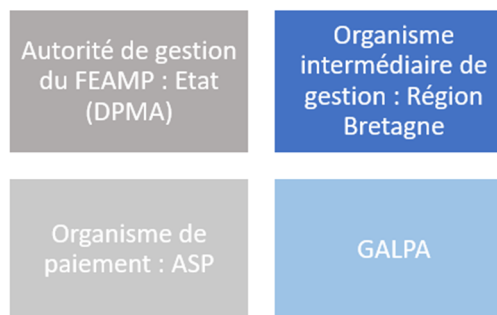 Autorité de gestion
du FEAMP : Etat
(DPMA)
Organisme
intermédiaire de
gestion : Région
Bretagne
Organisme de
paiement : ASP
GALPA